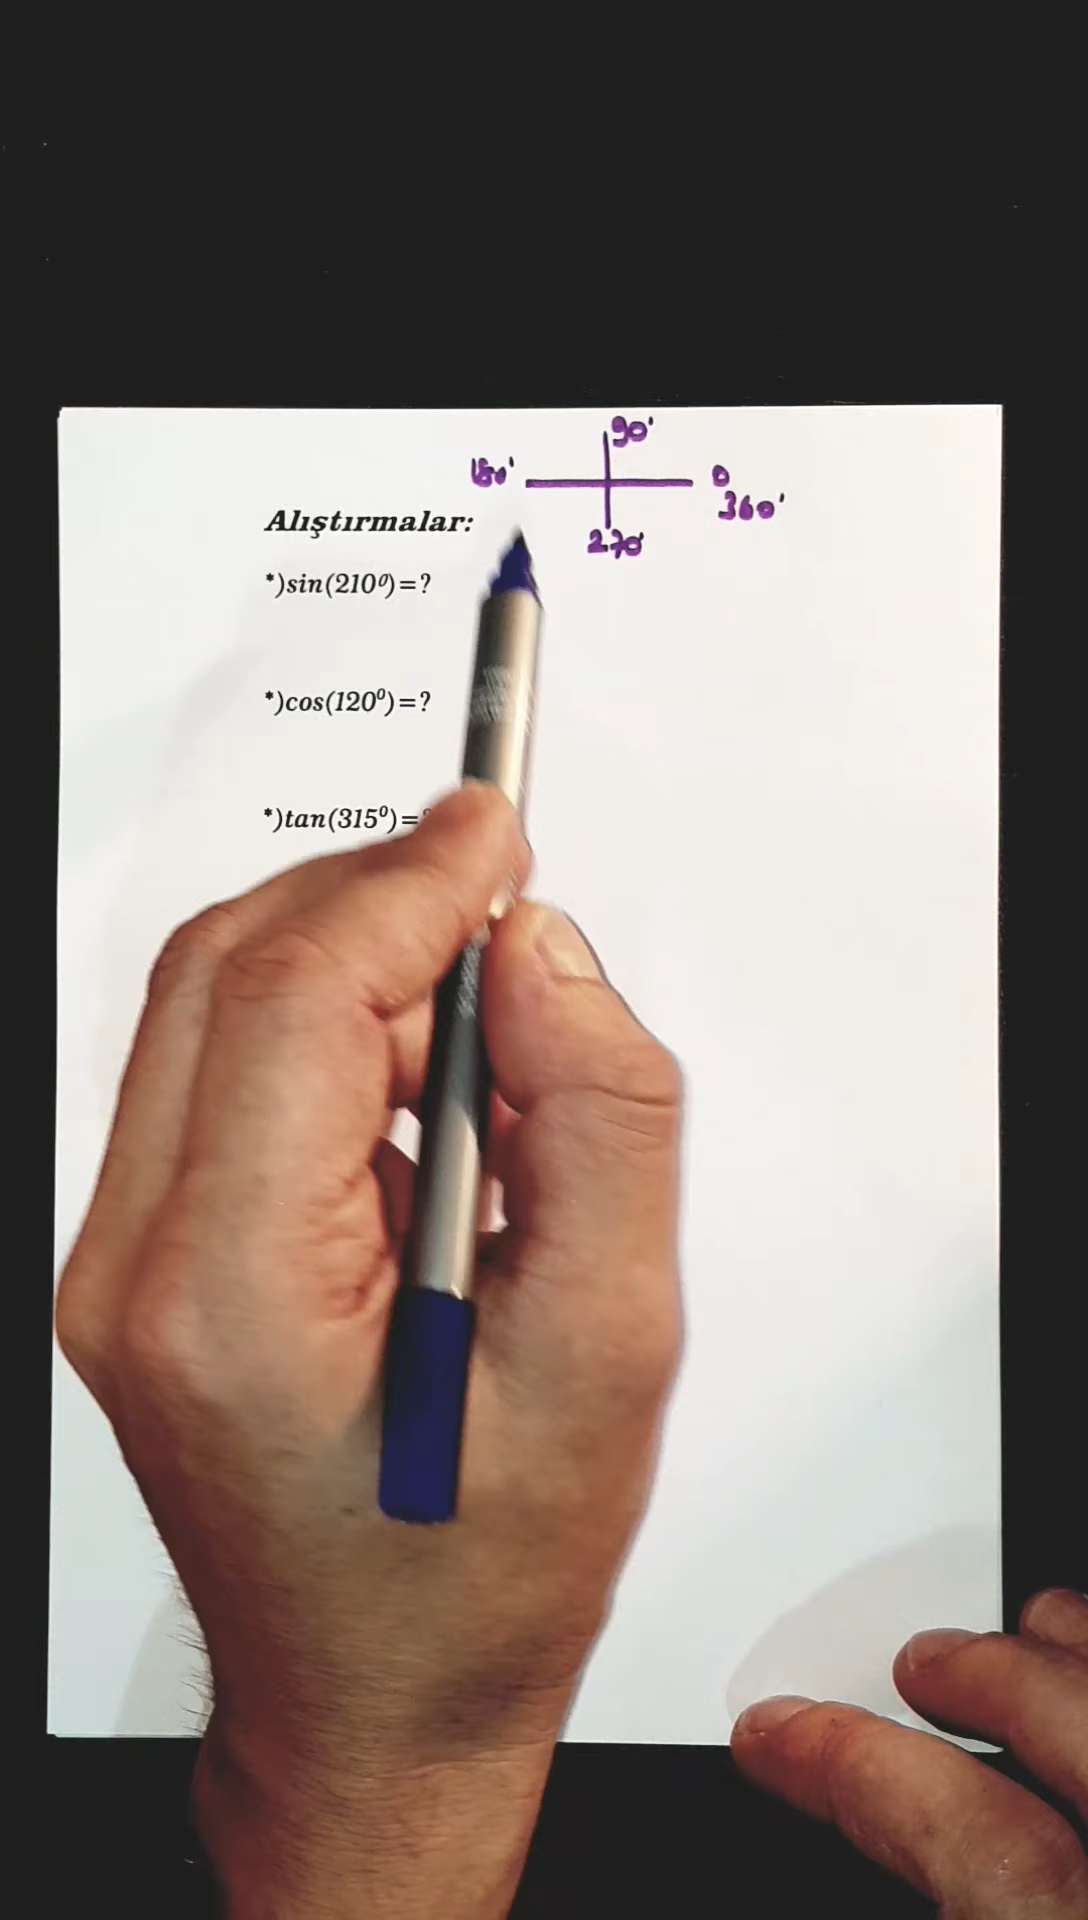 90'
180'
0
360'
270'
Alıştırmalar:
*)sin(210⁰)=?
*)cos(120⁰)=?
*)tan(315⁰)=